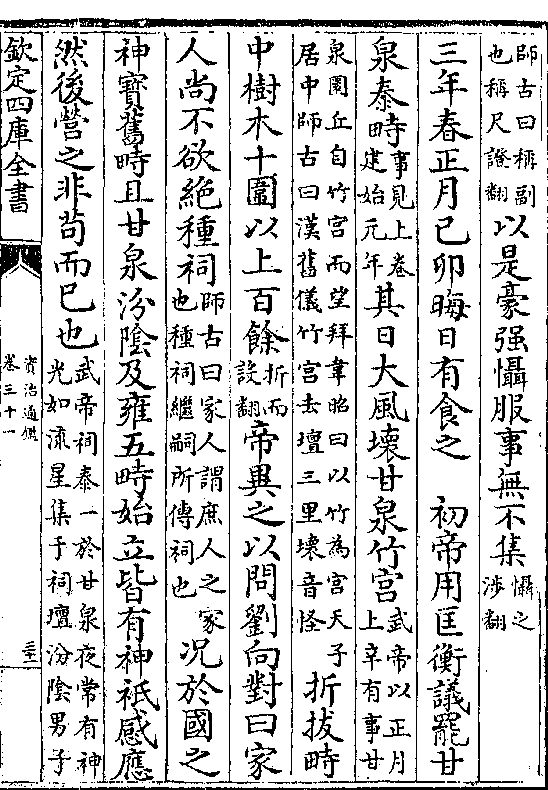 師古曰稱副也稱尺證翻以是豪强懾服事無不集懾之涉翻
三年春正月己卯晦日有食之　初帝用匡衡議罷甘
泉泰畤事見上卷建始元年其日大風壞甘泉竹宮武帝以正月上辛有事甘
泉圜丘自竹宮而望拜韋昭曰以竹為宮天子居中師古曰漢舊儀竹宮去壇三里壞音怪折拔畤
中樹木十圍以上百餘折而設翻帝異之以問劉向對曰家
人尚不欲絶種祠師古曰家人謂庶人之家也種祠繼嗣所傳祠也況於國之
神寶舊畤且甘泉汾陰及雍五畤始立皆有神祇感應
然後營之非苟而已也武帝祠泰一於甘泉夜常有神光如流星集于祠壇汾陰男子
欽定四庫全書
資治通鑑
卷三十一